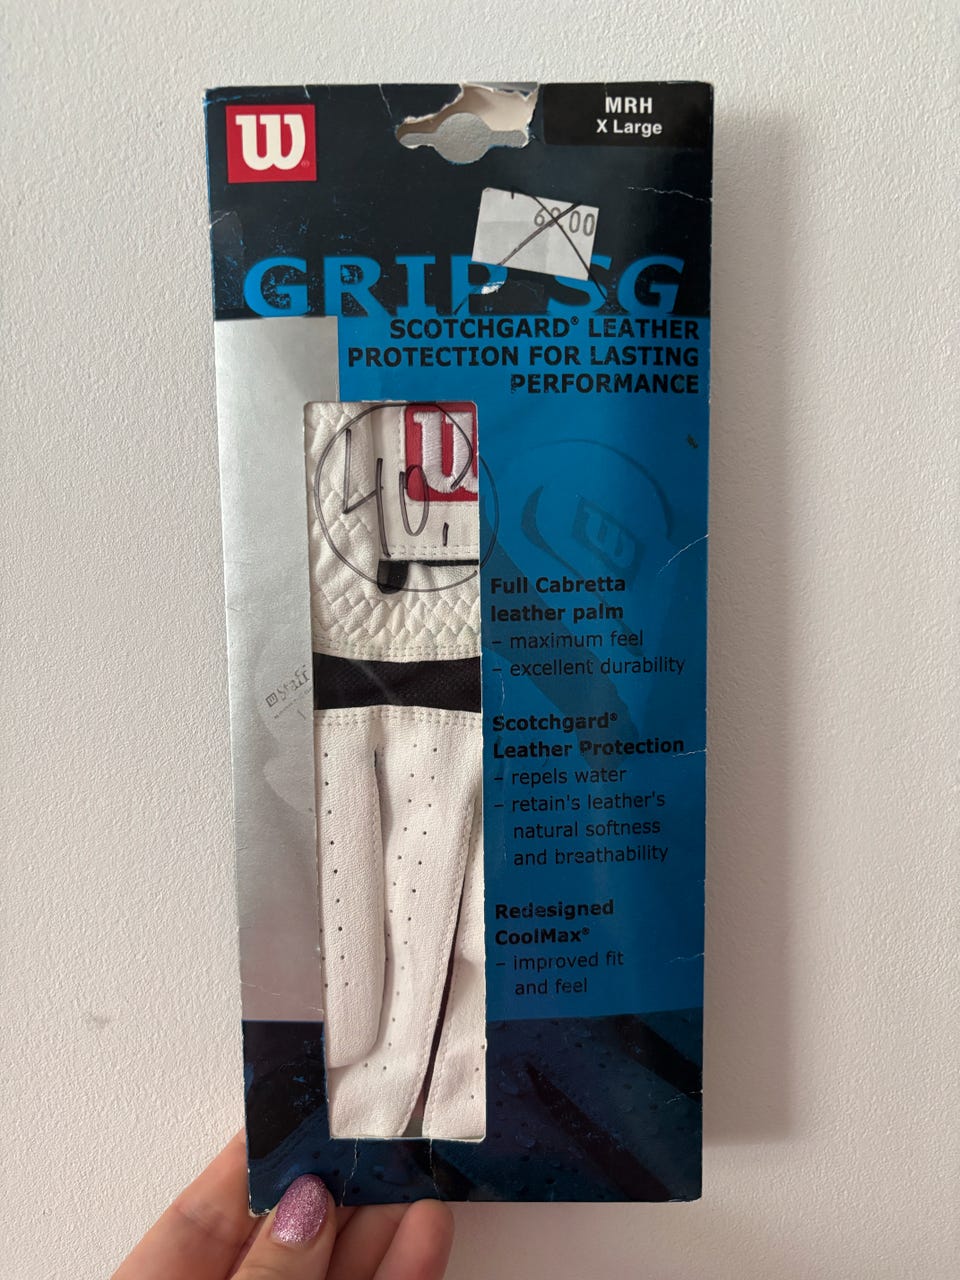 W
MRH
X Large
69.00
GRIP SG
SCOTCHGARD® LEATHER
PROTECTION FOR LASTING
PERFORMANCE
W
40,
W
Full Cabretta
leather palm
– maximum feel
– excellent durability
W Staff
Scotchgard®
Leather Protection
– repels water
– retain's leather's
natural softness
and breathability
Redesigned
CoolMax®
– improved fit
and feel